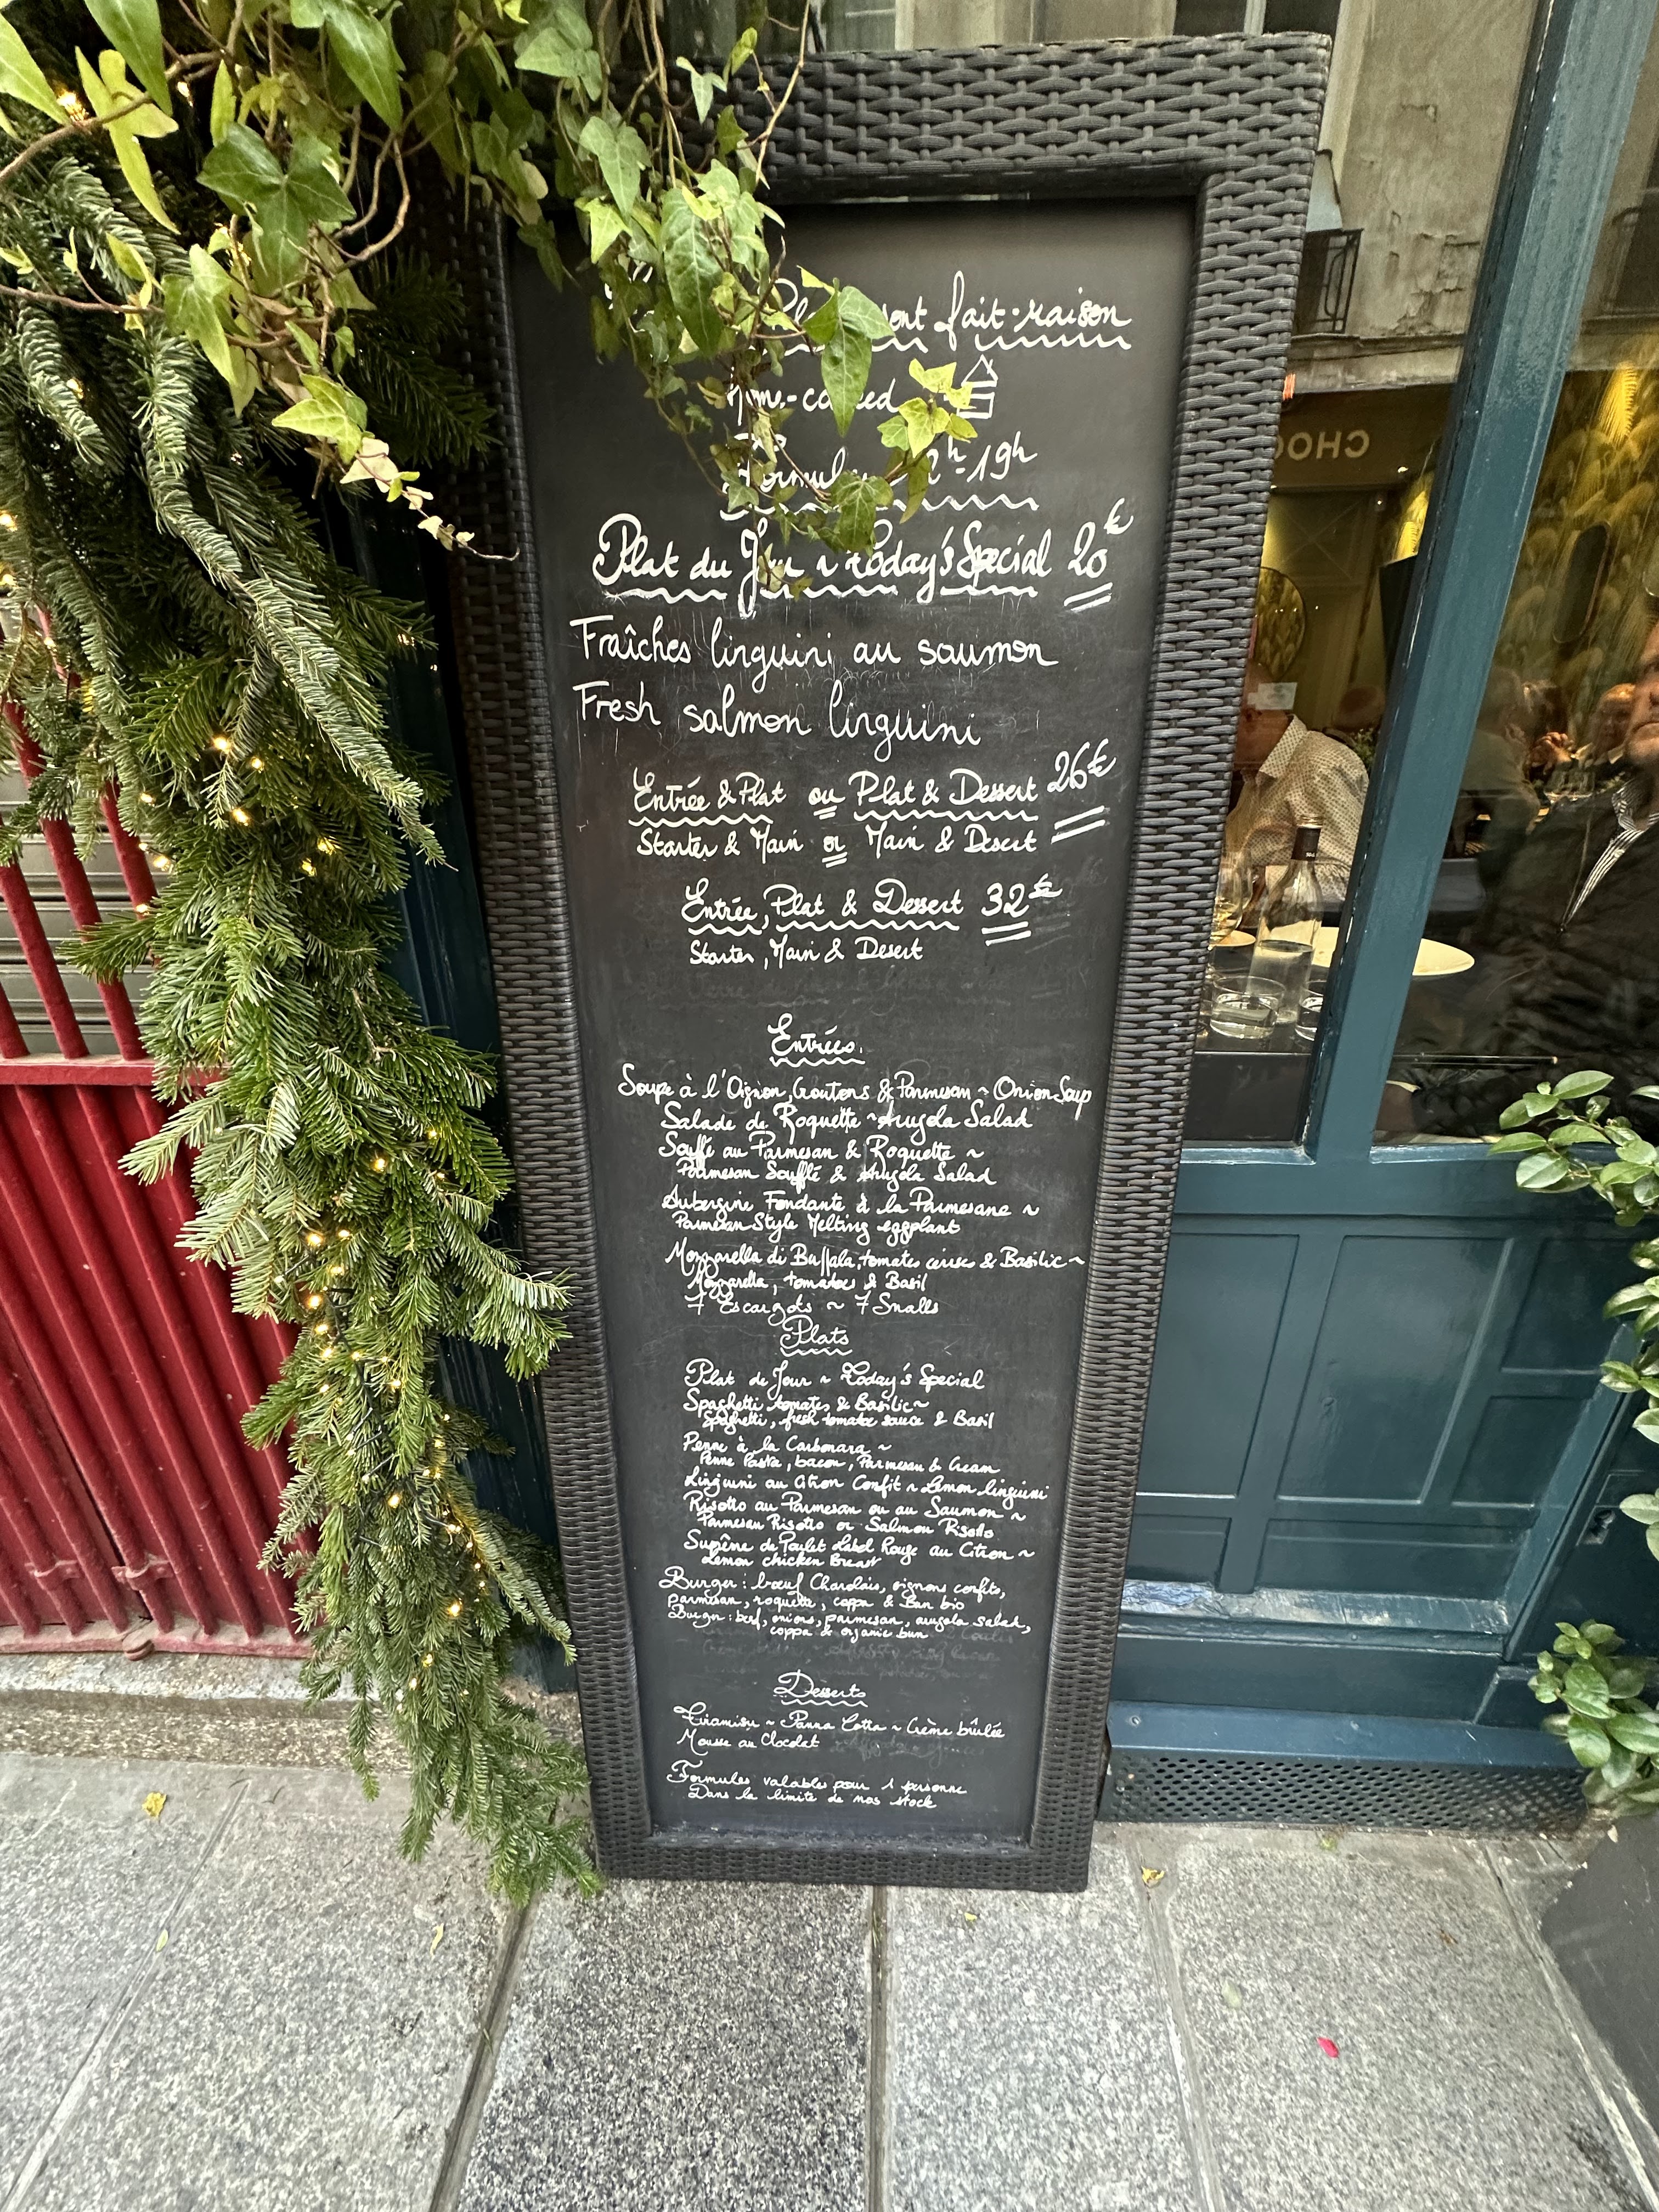 fait-maison
Plat du Jour ~ Today's Special 20€
Fraîches linguini au saumon
Fresh salmon linguini
Entrée & Plat ou Plat & Dessert 26€
Starter & Main or Main & Desert
Entrée, Plat & Dessert 32€
Starter, Main & Desert
Entrées.
Soupe à l'Oignon, Croutons & Parmesan ~ Onion Soup
Salade de Roquette ~ Arugola Salad
Soufflé au Parmesan & Roquette ~
Parmesan Soufflé & Arugola Salad
Aubergine Fondante à la Parmesane ~
Parmesan Style Melting eggplant
Mozzarella di Buffala, tomates cerises & Basilic ~
Mozzarella, tomatoes & Basil
7 Escargots ~ 7 Snails
Plats
Plat du Jour ~ Today's Special
Spaghetti tomates & Basilic ~
Spaghetti, fresh tomatoe sauce & Basil
Penne à la Carbonara ~
Penne Pasta, bacon, Parmesan & Cream
Linguini au Citron Confit ~ Lemon linguini
Risotto au Parmesan ou au Saumon ~
Parmesan Risotto or Salmon Risotto
Suprême de Poulet Label Rouge au Citron ~
Lemon chicken Breast
Burger : bœuf Charolais, oignons confits,
parmesan, roquette, coppa & Bun bio
Burger : beef, onions, parmesan, arugola salad,
coppa & organic bun
Desserts
Tiramisu ~ Panna Cotta ~ Crème brûlée
Mousse au Chocolat
Formules valables pour 1 personne
Dans la limite de nos stock